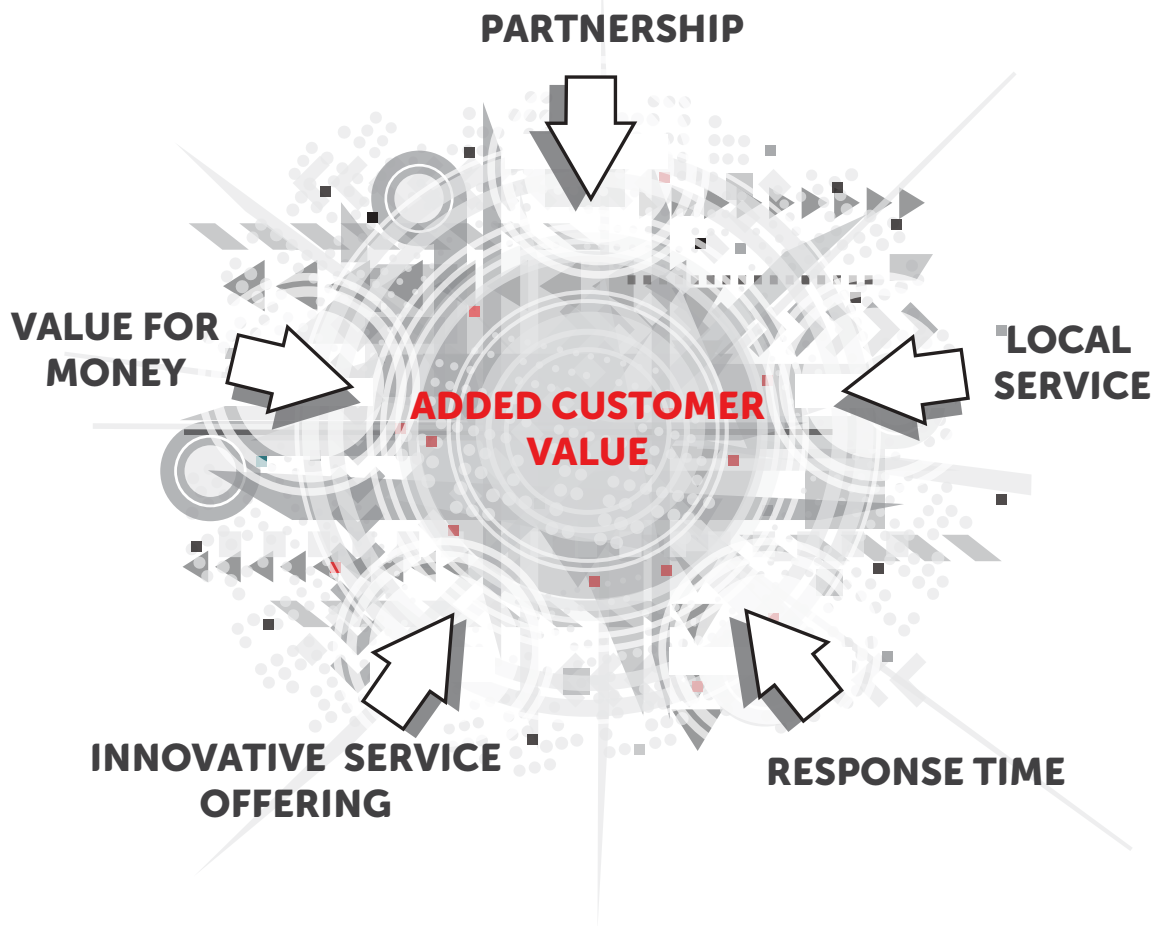 PARTNERSHIP
VALUE FOR
MONEY
LOCAL
SERVICE
ADDED CUSTOMER
VALUE
INNOVATIVE SERVICE
OFFERING
RESPONSE TIME